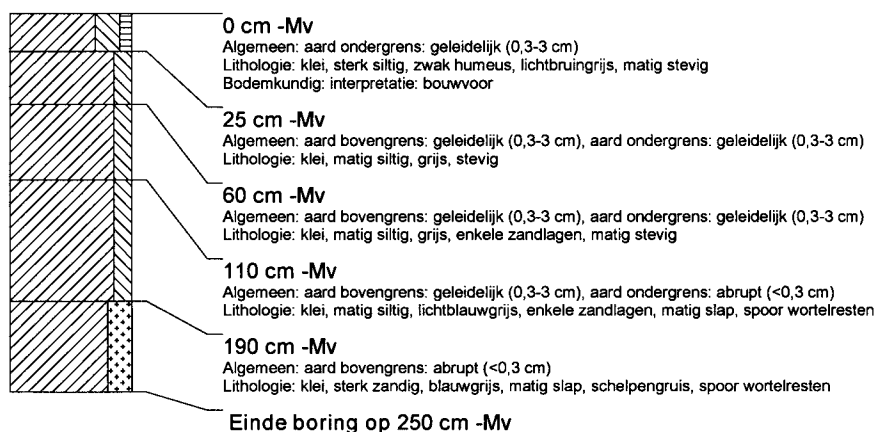 0 cm -Mv
Algemeen: aard ondergrens: geleidelijk (0,3-3 cm)
Lithologie: klei, sterk siltig, zwak humeus, lichtbruingrijs, matig stevig
Bodemkundig: interpretatie: bouwvoor
25 cm -Mv
Algemeen: aard bovengrens: geleidelijk (0,3-3 cm), aard ondergrens: geleidelijk (0,3-3 cm)
Lithologie: klei, matig siltig, grijs, stevig
60 cm -Mv
Algemeen: aard bovengrens: geleidelijk (0,3-3 cm), aard ondergrens: geleidelijk (0,3-3 cm)
Lithologie: klei, matig siltig, grijs, enkele zandlagen, matig stevig
110 cm -Mv
Algemeen: aard bovengrens: geleidelijk (0,3-3 cm), aard ondergrens: abrupt (<0,3 cm)
Lithologie: klei, matig siltig, lichtblauwgrijs, enkele zandlagen, matig slap, spoor wortelresten
190 cm -Mv
Algemeen: aard bovengrens: abrupt (<0,3 cm)
Lithologie: klei, sterk zandig, blauwgrijs, matig slap, schelpengruis, spoor wortelresten
Einde boring op 250 cm -Mv